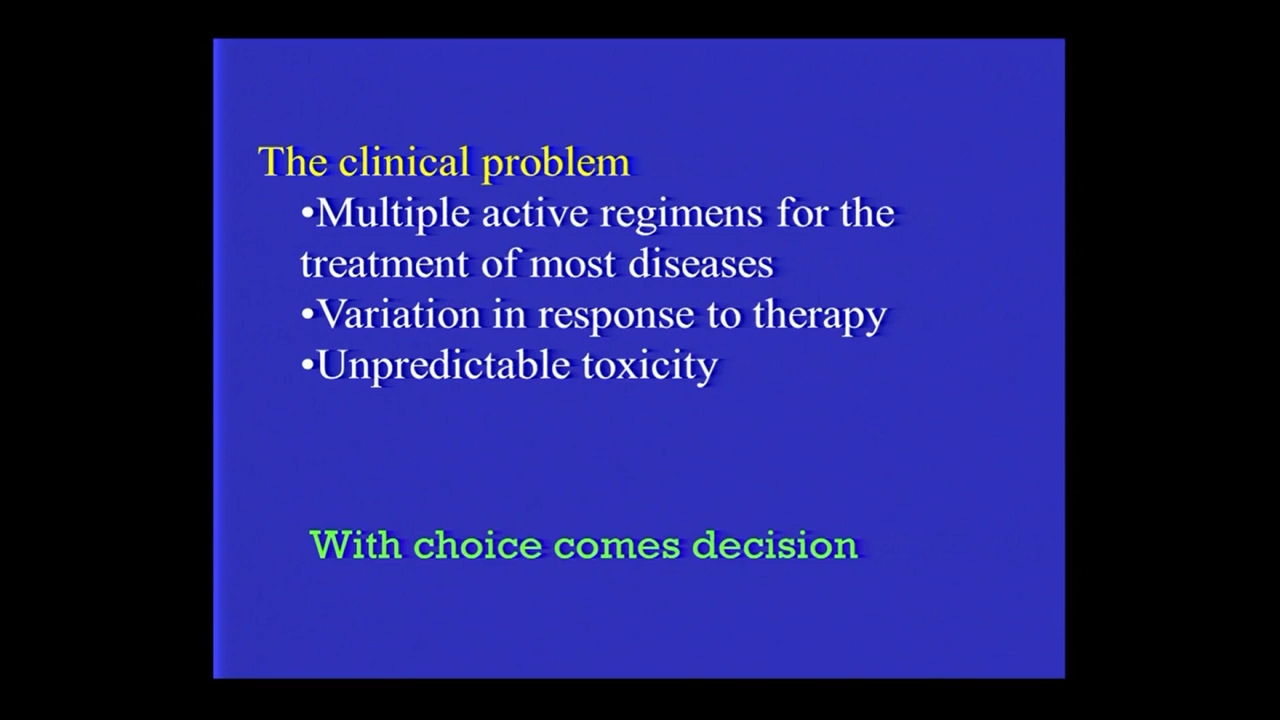 The clinical problem
•Multiple active regimens for the
treatment of most diseases
•Variation in response to therapy
•Unpredictable toxicity
With choice comes decision